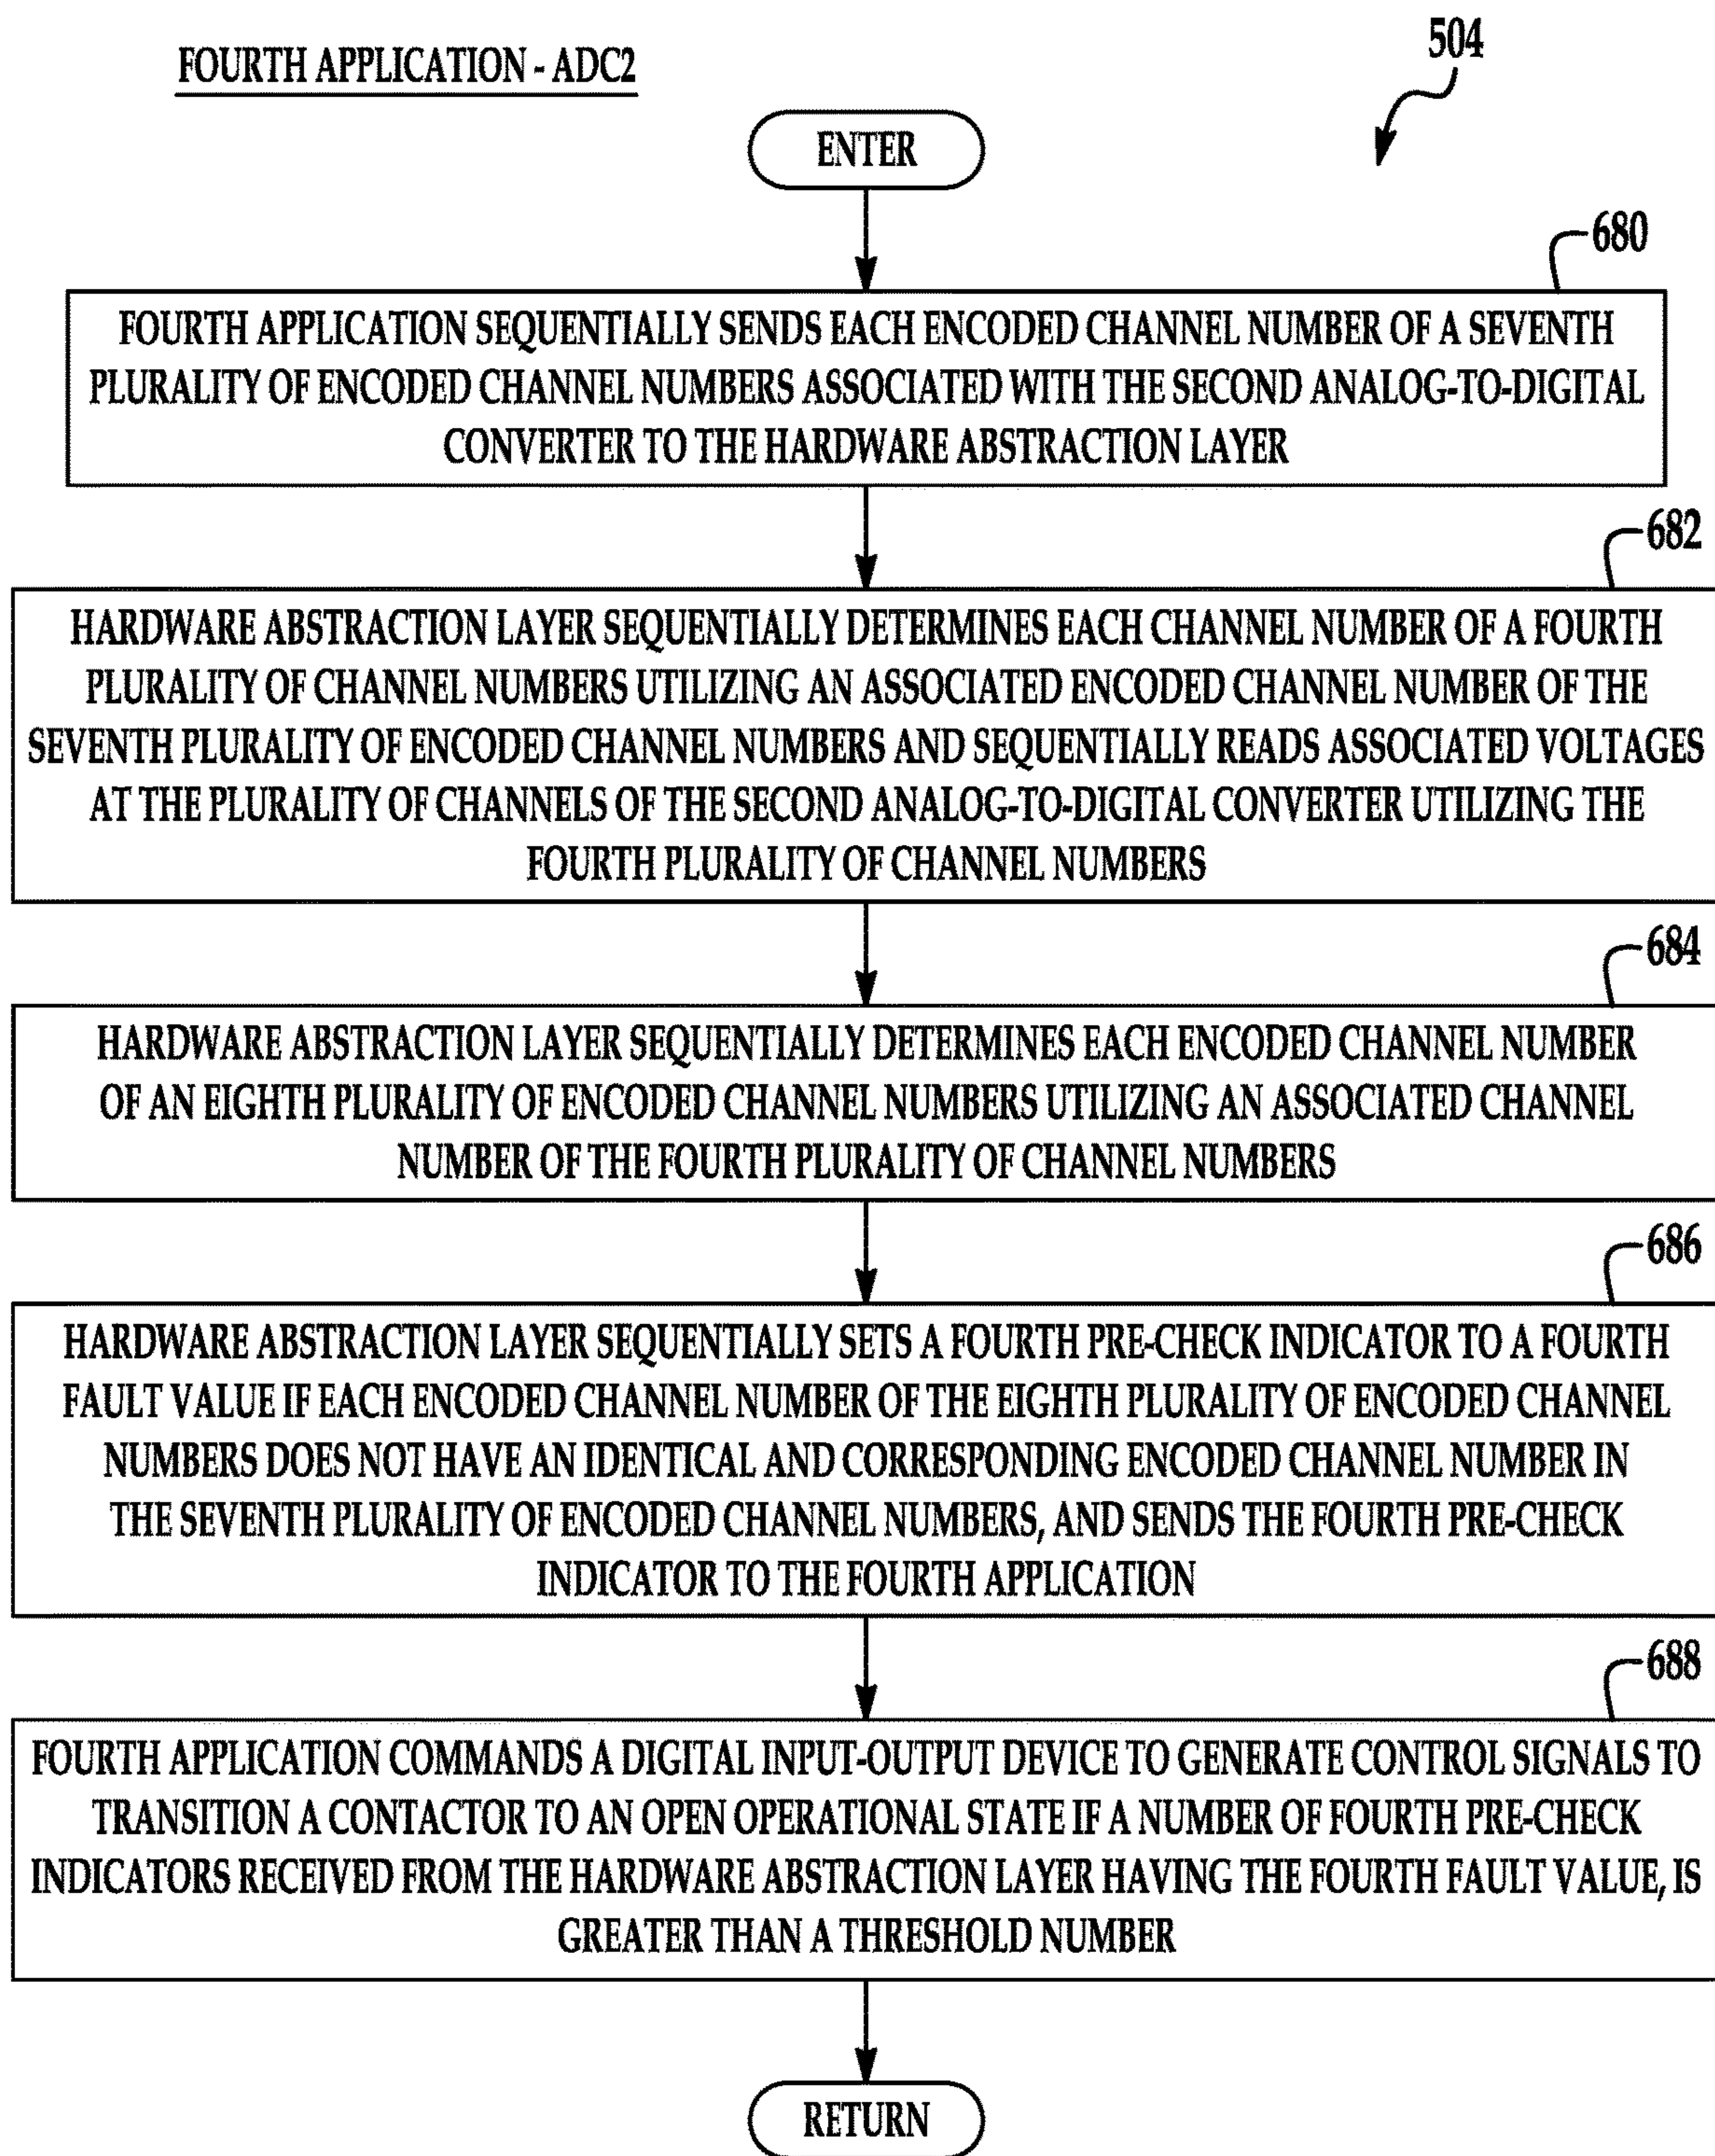 FOURTH APPLICATION - ADC2
504
ENTER
680
FOURTH APPLICATION SEQUENTIALLY SENDS EACH ENCODED CHANNEL NUMBER OF A SEVENTH
PLURALITY OF ENCODED CHANNEL NUMBERS ASSOCIATED WITH THE SECOND ANALOG-TO-DIGITAL
CONVERTER TO THE HARDWARE ABSTRACTION LAYER
682
HARDWARE ABSTRACTION LAYER SEQUENTIALLY DETERMINES EACH CHANNEL NUMBER OF A FOURTH
PLURALITY OF CHANNEL NUMBERS UTILIZING AN ASSOCIATED ENCODED CHANNEL NUMBER OF THE
SEVENTH PLURALITY OF ENCODED CHANNEL NUMBERS AND SEQUENTIALLY READS ASSOCIATED VOLTAGES
AT THE PLURALITY OF CHANNELS OF THE SECOND ANALOG-TO-DIGITAL CONVERTER UTILIZING THE
FOURTH PLURALITY OF CHANNEL NUMBERS
684
HARDWARE ABSTRACTION LAYER SEQUENTIALLY DETERMINES EACH ENCODED CHANNEL NUMBER
OF AN EIGHTH PLURALITY OF ENCODED CHANNEL NUMBERS UTILIZING AN ASSOCIATED CHANNEL
NUMBER OF THE FOURTH PLURALITY OF CHANNEL NUMBERS
686
HARDWARE ABSTRACTION LAYER SEQUENTIALLY SETS A FOURTH PRE-CHECK INDICATOR TO A FOURTH
FAULT VALUE IF EACH ENCODED CHANNEL NUMBER OF THE EIGHTH PLURALITY OF ENCODED CHANNEL
NUMBERS DOES NOT HAVE AN IDENTICAL AND CORRESPONDING ENCODED CHANNEL NUMBER IN
THE SEVENTH PLURALITY OF ENCODED CHANNEL NUMBERS, AND SENDS THE FOURTH PRE-CHECK
INDICATOR TO THE FOURTH APPLICATION
688
FOURTH APPLICATION COMMANDS A DIGITAL INPUT-OUTPUT DEVICE TO GENERATE CONTROL SIGNALS TO
TRANSITION A CONTACTOR TO AN OPEN OPERATIONAL STATE IF A NUMBER OF FOURTH PRE-CHECK
INDICATORS RECEIVED FROM THE HARDWARE ABSTRACTION LAYER HAVING THE FOURTH FAULT VALUE, IS
GREATER THAN A THRESHOLD NUMBER
RETURN